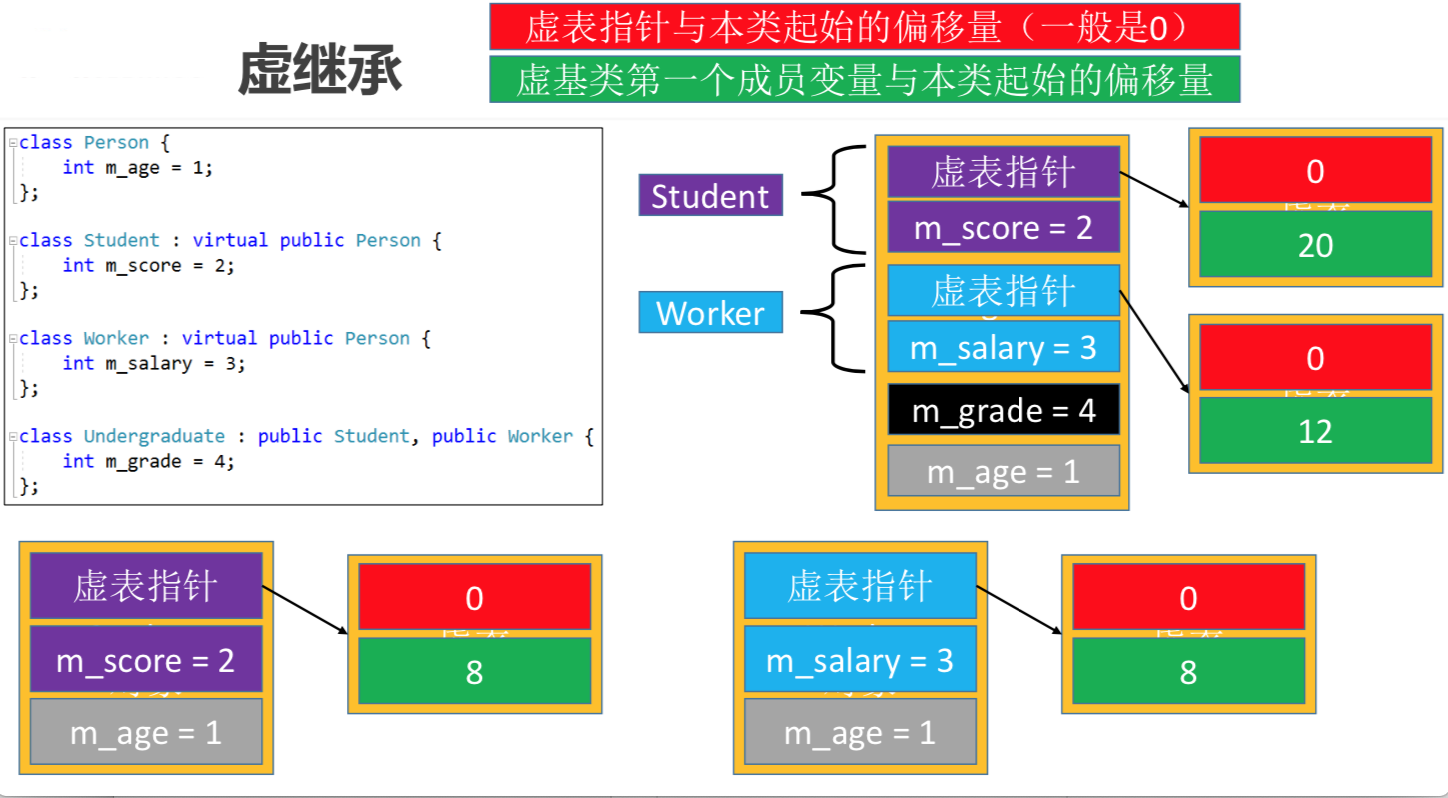 虚继承
虚表指针与本类起始的偏移量（一般是0）
虚基类第一个成员变量与本类起始的偏移量
class Person {
    int m_age = 1;
};
class Student : virtual public Person {
    int m_score = 2;
};
class Worker : virtual public Person {
    int m_salary = 3;
};
class Undergraduate : public Student, public Worker {
    int m_grade = 4;
};
Student
Worker
虚表指针
m_score = 2
虚表指针
m_salary = 3
m_grade = 4
m_age = 1
0
20
0
12
虚表指针
m_score = 2
m_age = 1
0
8
虚表指针
m_salary = 3
m_age = 1
0
8